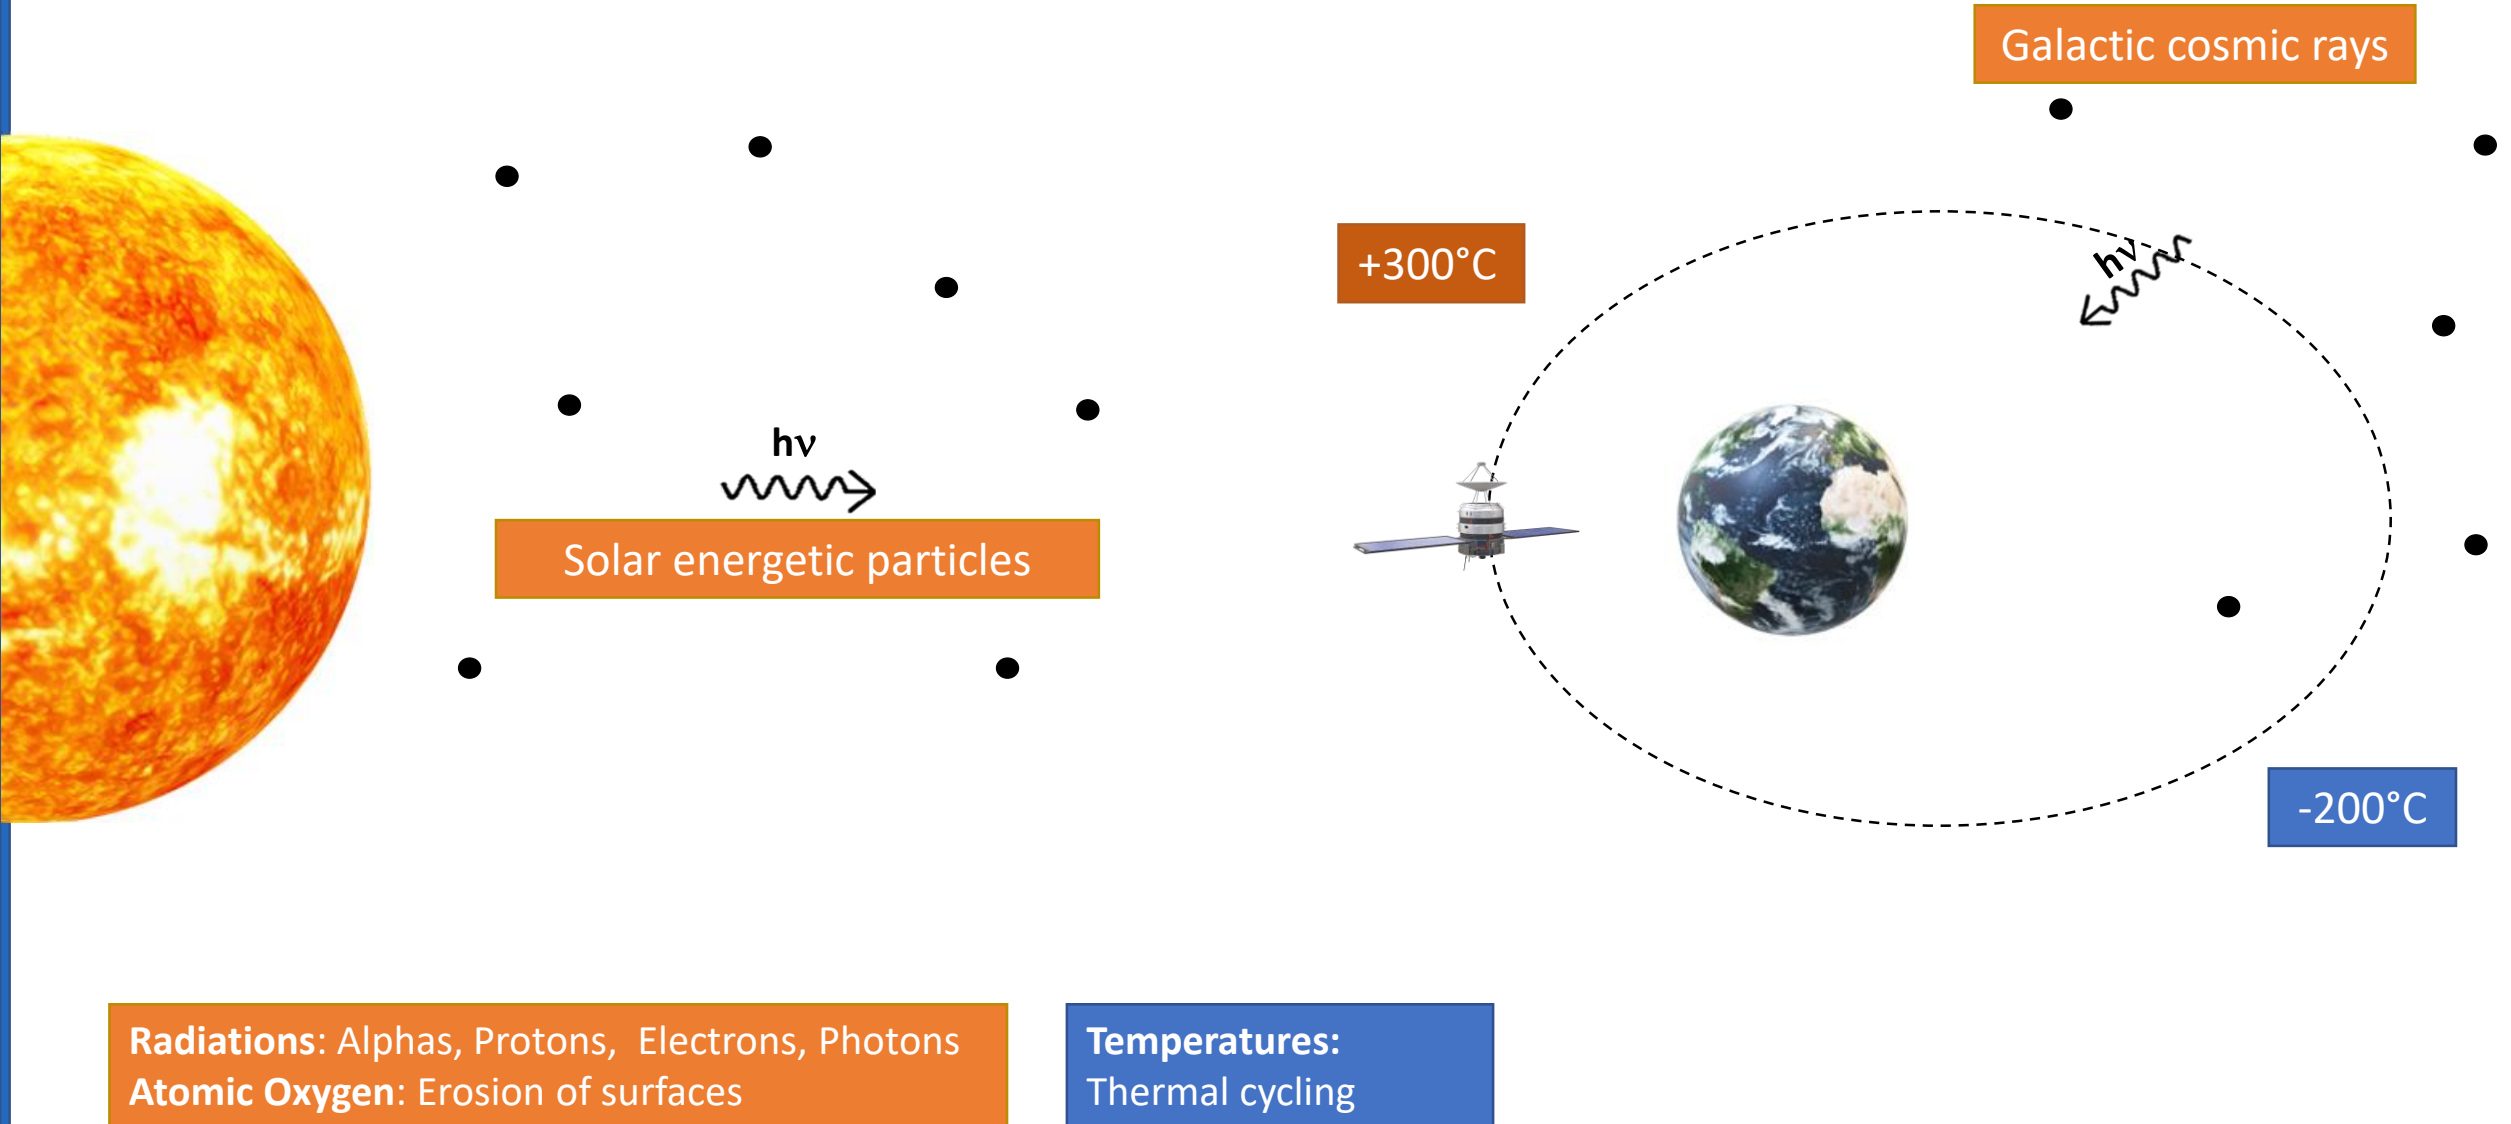 Galactic cosmic rays
+300°C
hν
hν
Solar energetic particles
-200°C
Radiations: Alphas, Protons,  Electrons, Photons
Atomic Oxygen: Erosion of surfaces
Temperatures:
Thermal cycling